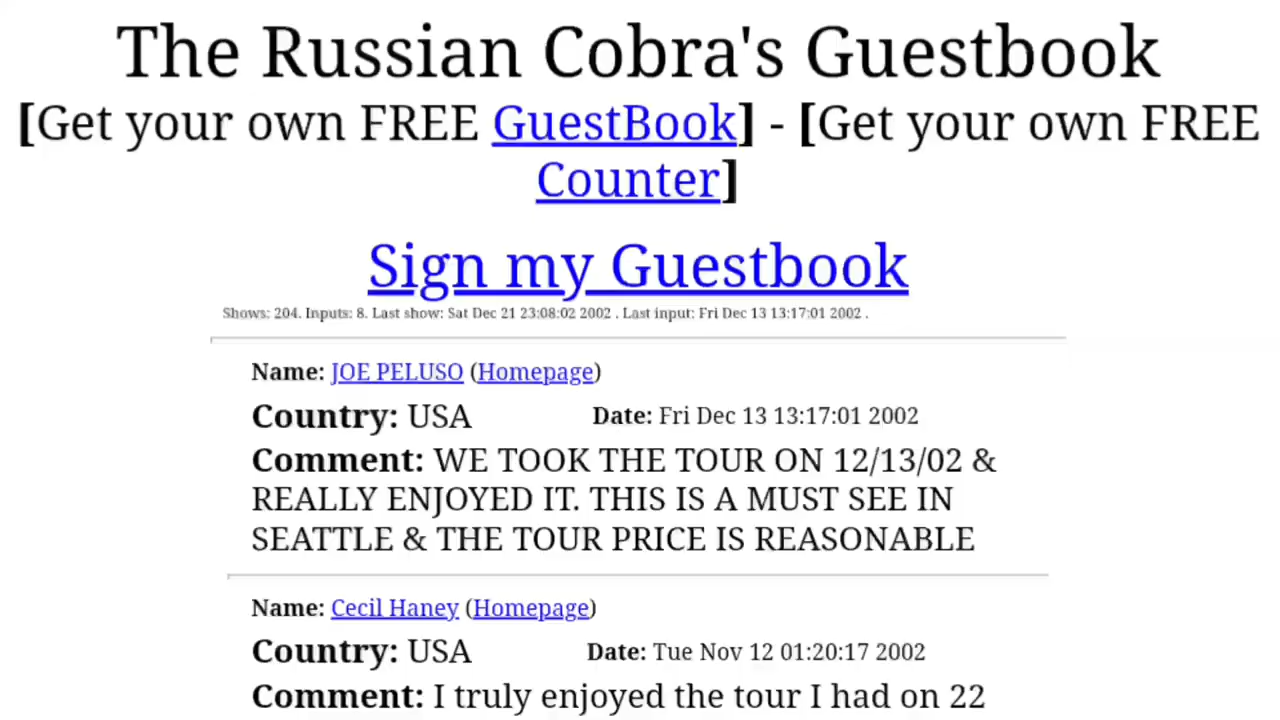 The Russian Cobra's Guestbook
[Get your own FREE GuestBook] - [Get your own FREE
Counter]
Sign my Guestbook
Shows: 204. Inputs: 8. Last show: Sat Dec 21 23:08:02 2002 . Last input: Fri Dec 13 13:17:01 2002 .
Name: JOE PELUSO (Homepage)
Country: USA Date: Fri Dec 13 13:17:01 2002
Comment: WE TOOK THE TOUR ON 12/13/02 &
REALLY ENJOYED IT. THIS IS A MUST SEE IN
SEATTLE & THE TOUR PRICE IS REASONABLE
Name: Cecil Haney (Homepage)
Country: USA Date: Tue Nov 12 01:20:17 2002
Comment: I truly enjoyed the tour I had on 22